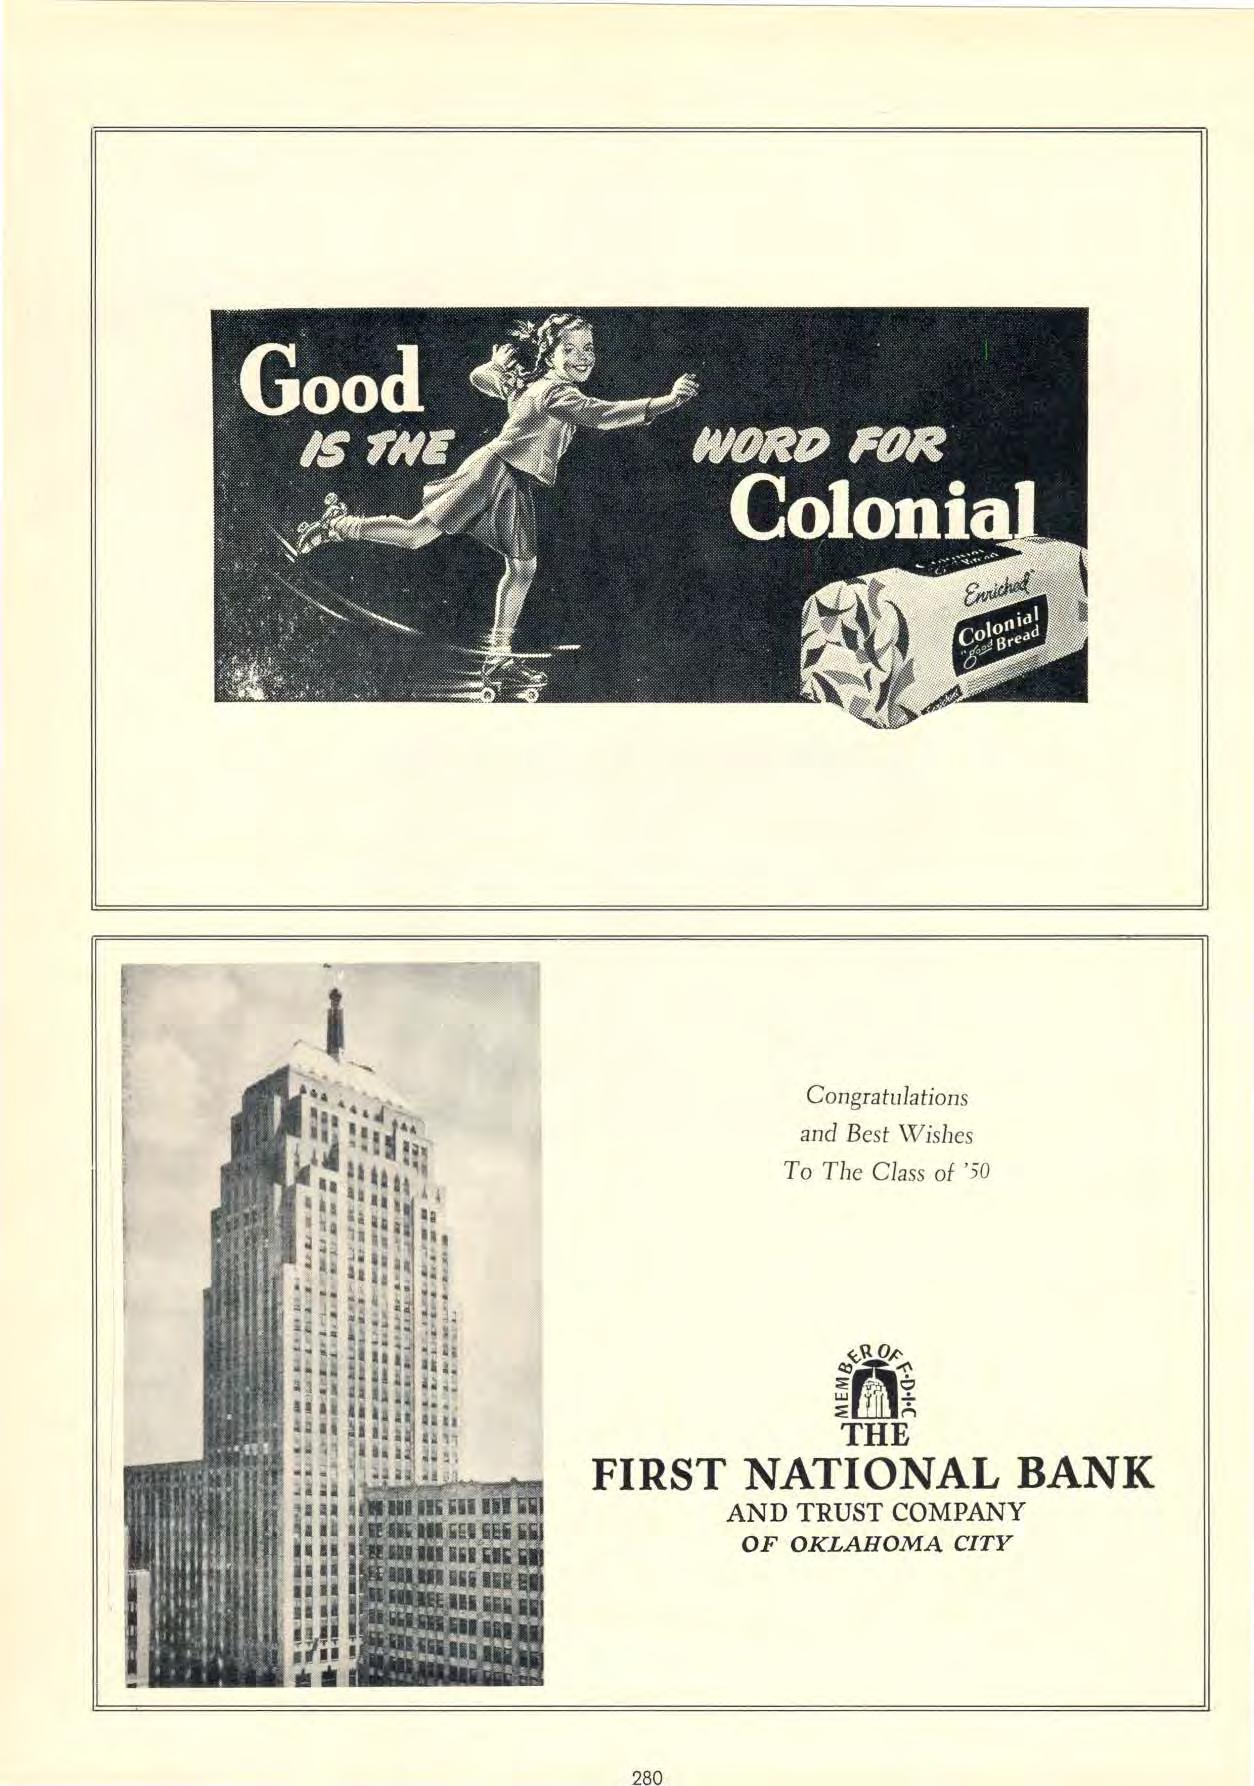 Good
IS THE
WORD FOR
Colonial
Enriched
Colonial
"good" Bread
Congratulations
and Best Wishes
To The Class of '50
MEMBER OF F·D·I·C
THE
FIRST NATIONAL BANK
AND TRUST COMPANY
OF OKLAHOMA CITY
280